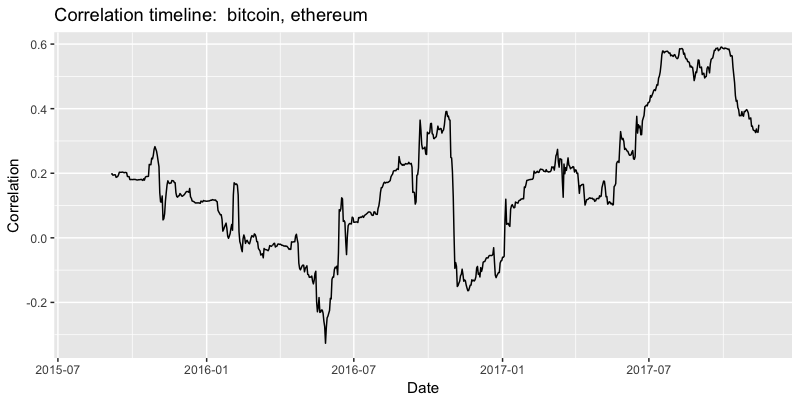 Correlation timeline:  bitcoin, ethereum
0.6
0.4
0.2
0.0
-0.2
Correlation
2015-07 2016-01 2016-07 2017-01 2017-07
Date